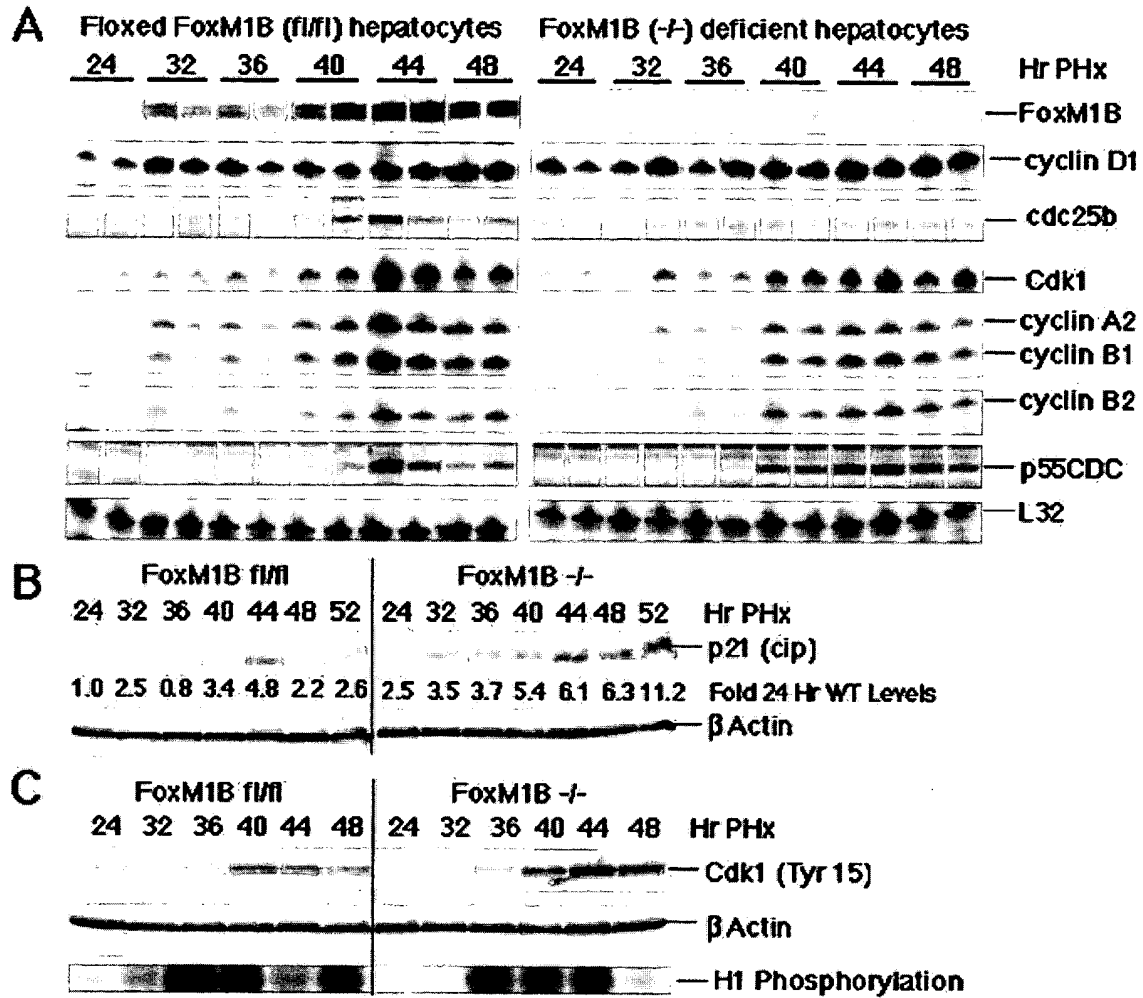 A
Floxed FoxM1B (fl/fl) hepatocytes
FoxM1B (-/-) deficient hepatocytes
24 32 36 40 44 48 24 32 36 40 44 48 Hr PHx
FoxM1B
cyclin D1
cdc25b
Cdk1
cyclin A2
cyclin B1
cyclin B2
p55CDC
L32
B
FoxM1B fl/fl FoxM1B -/-
24 32 36 40 44 48 52 24 32 36 40 44 48 52 Hr PHx
p21 (cip)
1.0 2.5 0.8 3.4 4.8 2.2 2.6 2.5 3.5 3.7 5.4 6.1 6.3 11.2 Fold 24 Hr WT Levels
β Actin
C
FoxM1B fl/fl FoxM1B -/-
24 32 36 40 44 48 24 32 36 40 44 48 Hr PHx
Cdk1 (Tyr 15)
β Actin
H1 Phosphorylation